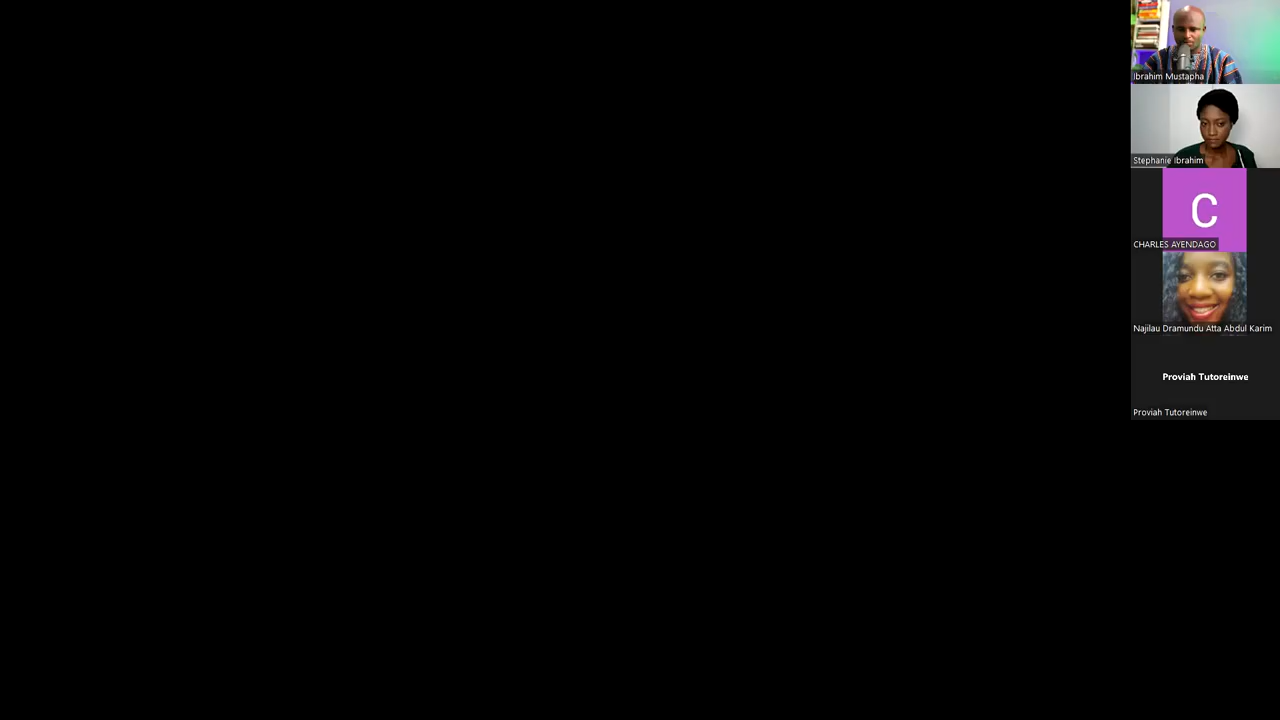 Ibrahim Mustapha
Stephanie Ibrahim
C
CHARLES AYENDAGO
Najilau Dramundu Atta Abdul Karim
Proviah Tutoreinwe
Proviah Tutoreinwe